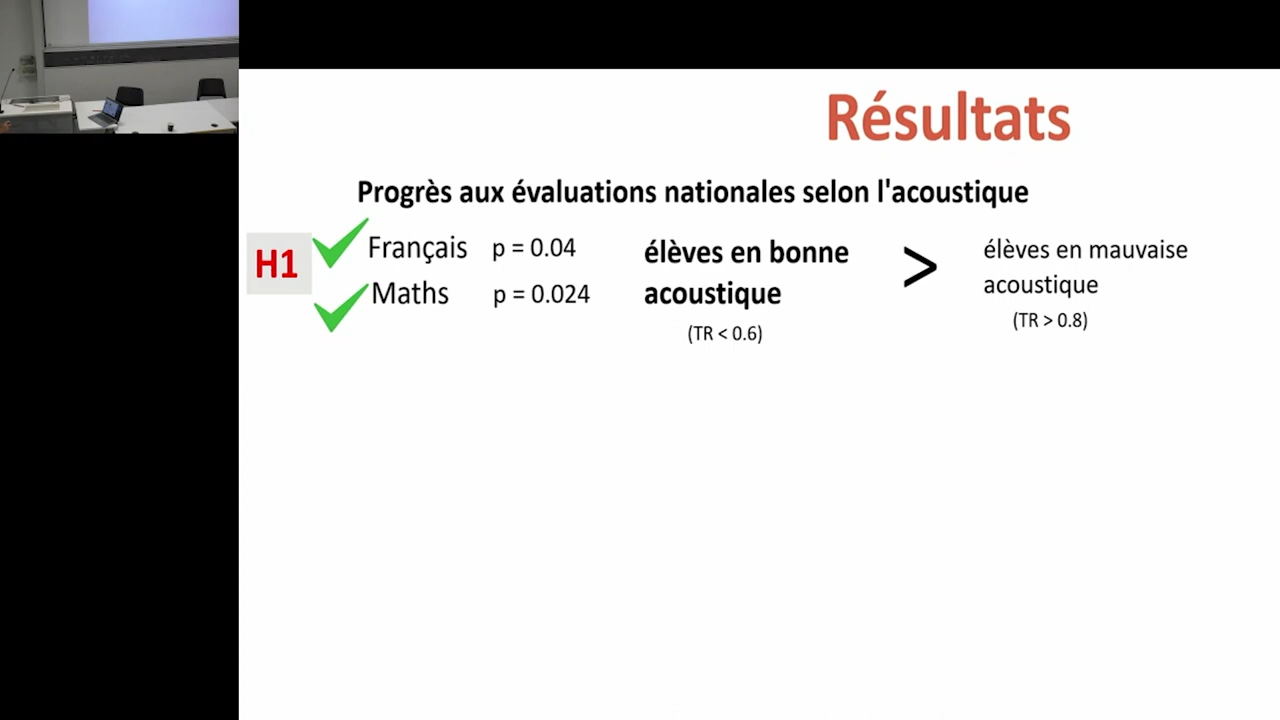 Résultats
Progrès aux évaluations nationales selon l'acoustique
H1
Français p = 0.04
Maths p = 0.024
élèves en bonne
acoustique
(TR < 0.6)
>
élèves en mauvaise
acoustique
(TR > 0.8)